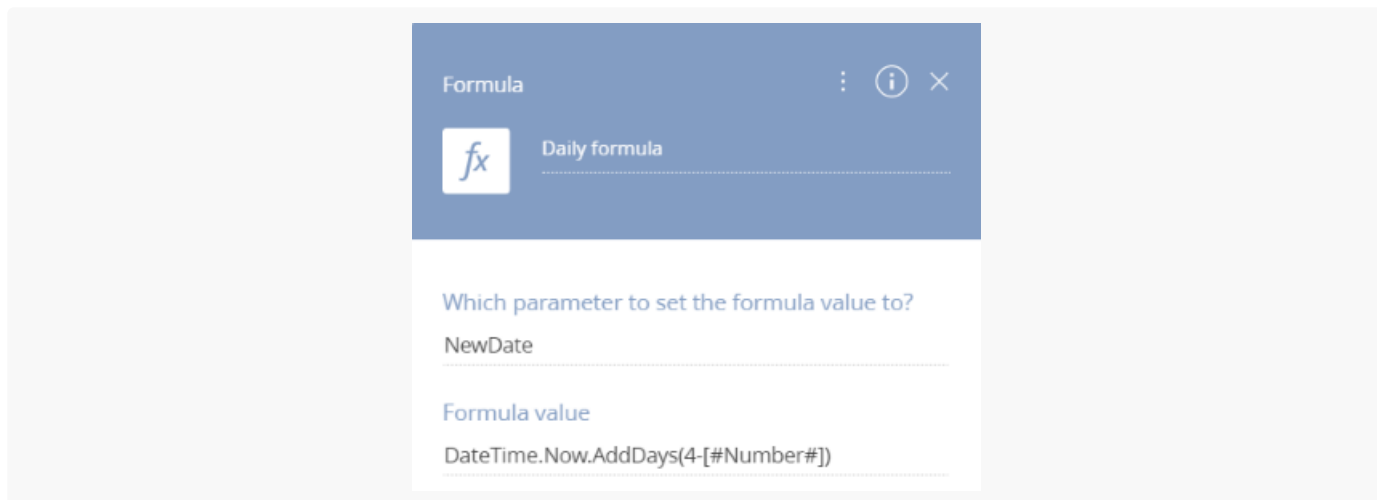 Formula
fx
Daily formula
Which parameter to set the formula value to?
NewDate
Formula value
DateTime.Now.AddDays(4-[#Number#])